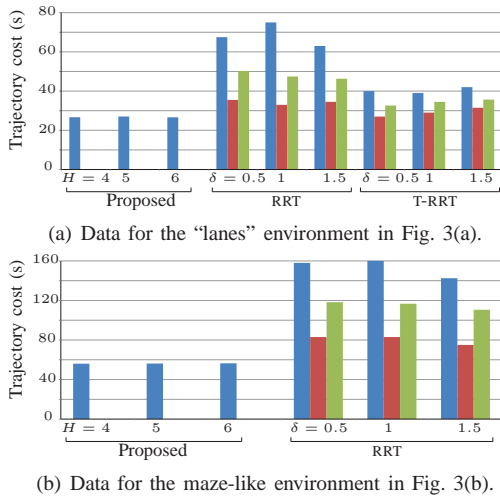 Trajectory cost (s)
80
60
40
20
0
H = 4 5 6 δ = 0.5 1 1.5 δ = 0.5 1 1.5
Proposed RRT T-RRT
(a) Data for the “lanes” environment in Fig. 3(a).
Trajectory cost (s)
160
120
80
40
0
H = 4 5 6 δ = 0.5 1 1.5
Proposed RRT
(b) Data for the maze-like environment in Fig. 3(b).